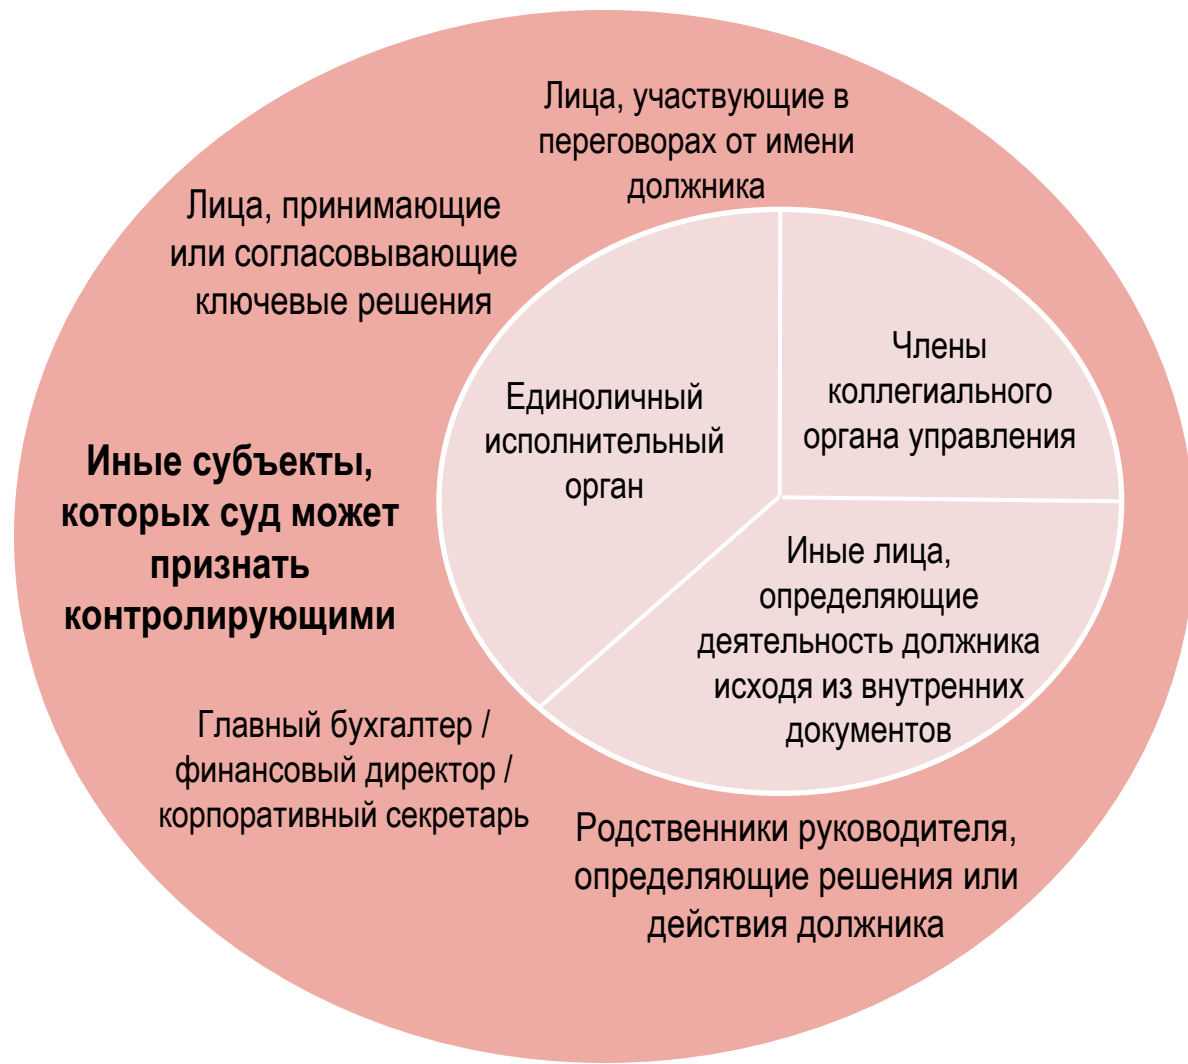 Лица, участвующие в
переговорах от имени
должника
Лица, принимающие
или согласовывающие
ключевые решения
Единоличный
исполнительный
орган
Члены
коллегиального
органа управления
Иные субъекты,
которых суд может
признать
контролирующими
Иные лица,
определяющие
деятельность должника
исходя из внутренних
документов
Главный бухгалтер /
финансовый директор /
корпоративный секретарь
Родственники руководителя,
определяющие решения или
действия должника